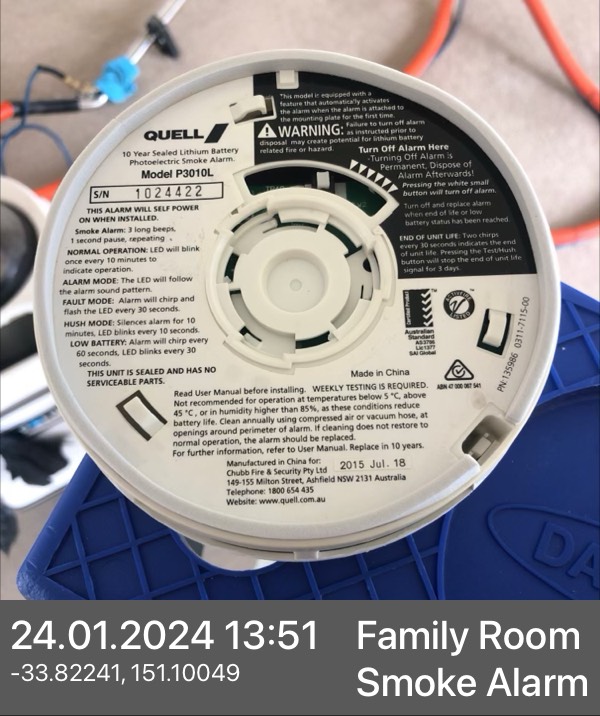 QUELL
10 Year Sealed Lithium Battery
Photoelectric Smoke Alarm.
Model P3010L
S/N 1024422
THIS ALARM WILL SELF POWER
ON WHEN INSTALLED.
Smoke Alarm: 3 long beeps,
1 second pause, repeating
NORMAL OPERATION: LED will blink
once every 10 minutes to
indicate operation.
ALARM MODE: The LED will follow
the alarm sound pattern.
FAULT MODE: Alarm will chirp and
flash the LED every 30 seconds.
HUSH MODE: Silences alarm for 10
minutes, LED blinks every 10 seconds.
LOW BATTERY: Alarm will chirp every
60 seconds, LED blinks every 30
seconds.
THIS UNIT IS SEALED AND HAS NO
SERVICEABLE PARTS.
"This model is equipped with a
feature that automatically activates
the alarm when the alarm is attached to
the mounting plate for the first time.
WARNING: Failure to turn off alarm
as instructed prior to
disposal may create potential for lithium battery
related fire or hazard.
Turn Off Alarm Here
-Turning Off Alarm is
Permanent, Dispose of
Alarm Afterwards!
Pressing the white small
button will turn off alarm.
Turn off and replace alarm
when end of life or low
battery status has been reached.
END OF UNIT LIFE: Two chirps
every 30 seconds indicates the end
of unit life. Pressing the Test/Hush
button will stop the end of unit life
signal for 3 days.
Australian
Standard
AS3786
Lic1377
SAI Global
ABN 47 000 067 541
PN:135986 0311-7115-00
Made in China
Read User Manual before installing. WEEKLY TESTING IS REQUIRED.
Not recommended for operation at temperatures below 5 °C, above
45 °C , or in humidity higher than 85%, as these conditions reduce
battery life. Clean annually using compressed air or vacuum hose, at
openings around perimeter of alarm. If cleaning does not restore to
normal operation, the alarm should be replaced.
For further information, refer to User Manual. Replace in 10 years.
Manufactured in China for: 2015 Jul. 18
Chubb Fire & Security Pty Ltd
149-155 Milton Street, Ashfield NSW 2131 Australia
Telephone: 1800 654 435
Website: www.quell.com.au
DA
24.01.2024 13:51
-33.82241, 151.10049
Family Room
Smoke Alarm